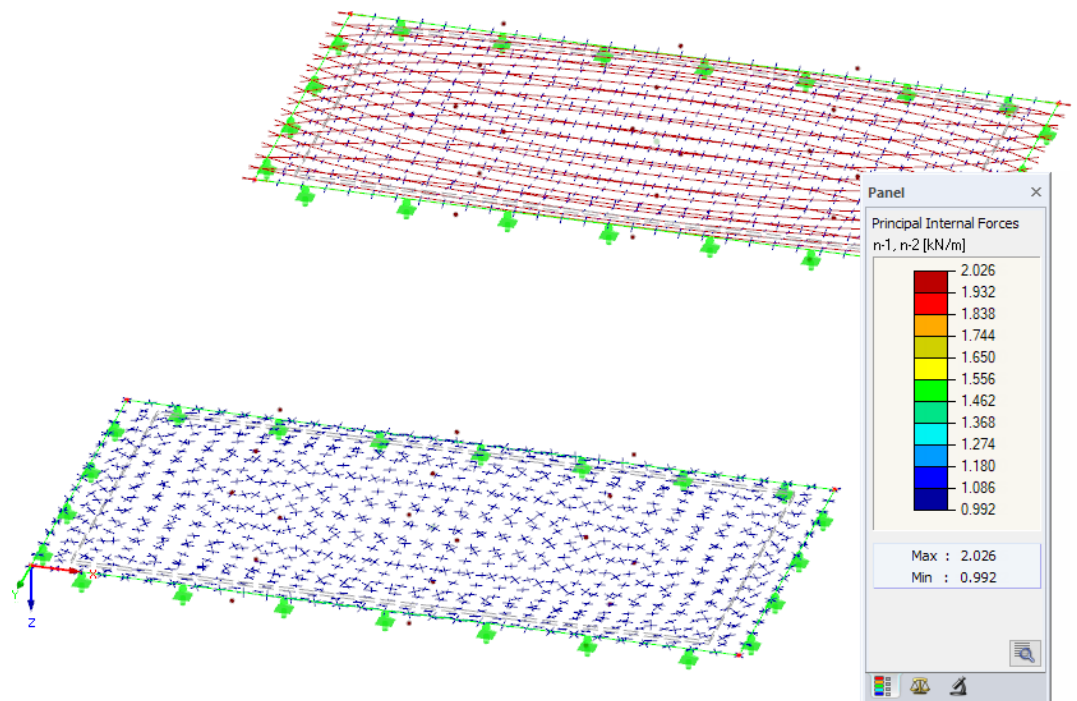 Panel
Principal Internal Forces
n-1, n-2 [kN/m]
2.026
1.932
1.838
1.744
1.650
1.556
1.462
1.368
1.274
1.180
1.086
0.992
Max : 2.026
Min : 0.992
X
Y
Z